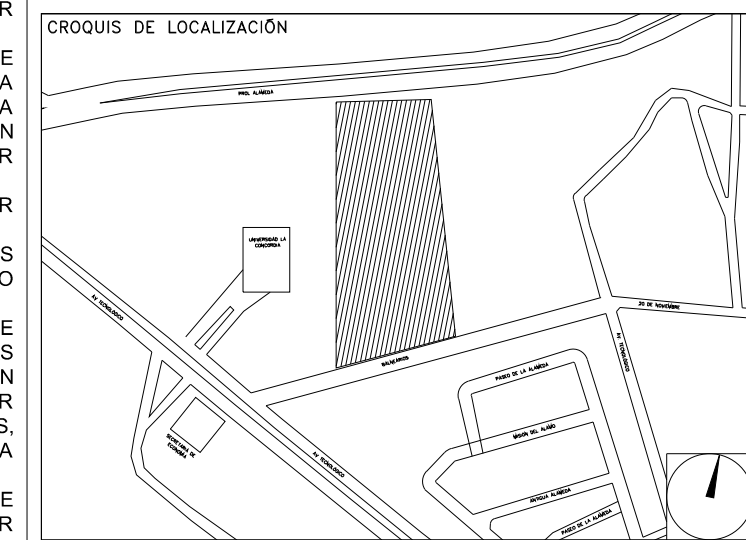 R
E
A
A
N
R
R
S
O
E
S
N
R
S,
A
E
R
CROQUIS DE LOCALIZACIÓN
PROL ALAMEDA
UNIVERSIDAD LA
CONCORDIA
AV TECNOLOGICO
20 DE NOVIEMBRE
BALNEARIOS
AV TECNOLOGICO
PASEO DE LA ALAMEDA
MISION DEL ALAMO
SECRETARIA DE
ECONOMIA
AV TECNOLOGICO
ANTIGUA ALAMEDA
PASEO DE LA ALAMEDA